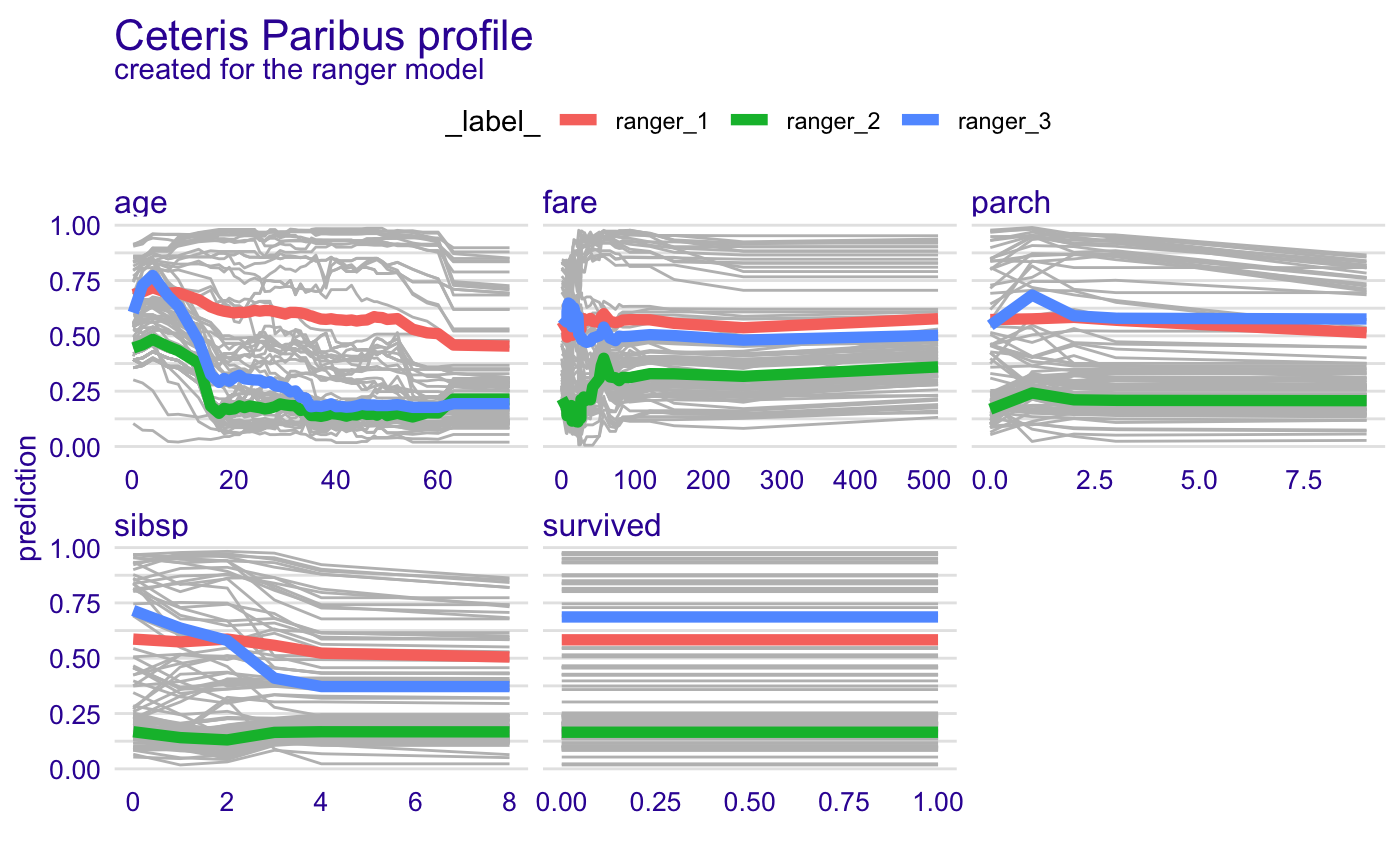 Ceteris Paribus profile
created for the ranger model
_label_ ranger_1 ranger_2 ranger_3
age fare parch
1.00
0.75
0.50
0.25
0.00
0 20 40 60 0 100 200 300 400 500 0.0 2.5 5.0 7.5
prediction
sibsp survived
1.00
0.75
0.50
0.25
0.00
0 2 4 6 8 0.00 0.25 0.50 0.75 1.00